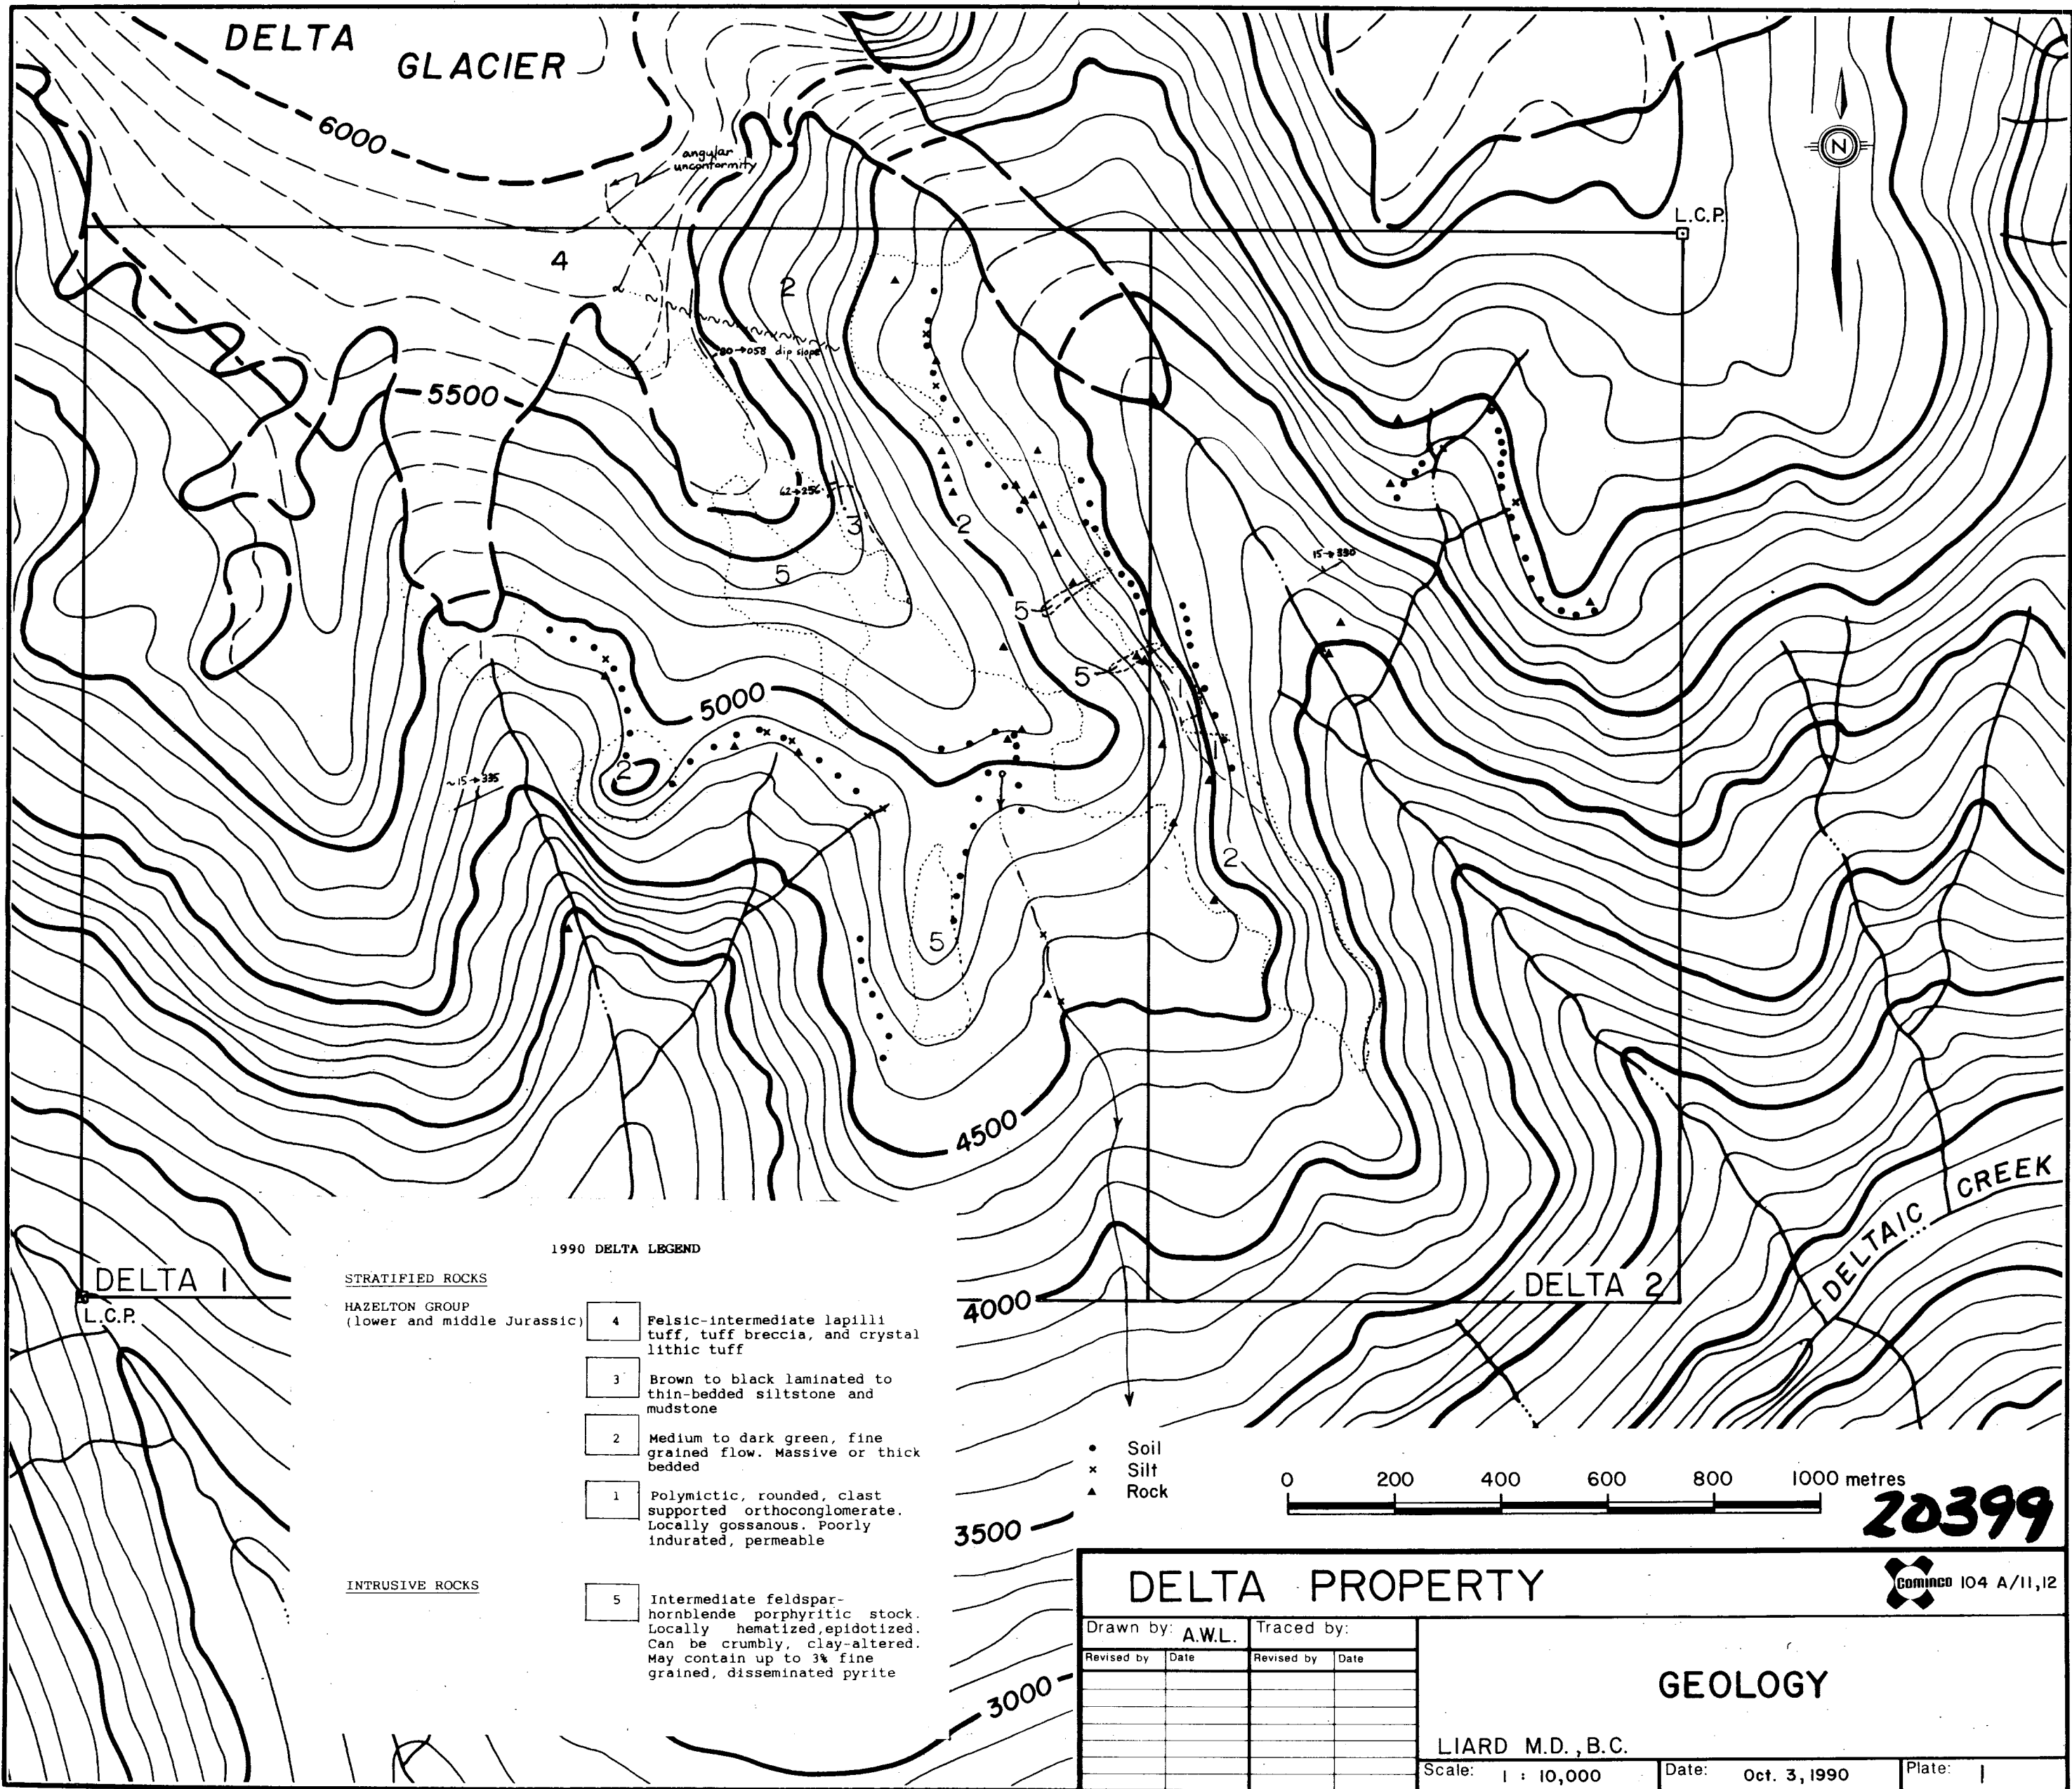 DELTA
GLACIER
6000
angular
unconformity
N
L.C.P.
4
2
80→058 dip slope
5500
62→256
3
2
5
15→330
5
5
5000
2
~15→335
2
5
4500
DELTAIC CREEK
1990 DELTA LEGEND
STRATIFIED ROCKS
DELTA 1
L.C.P.
DELTA 2
4000
HAZELTON GROUP
(lower and middle Jurassic)
4 Felsic-intermediate lapilli
tuff, tuff breccia, and crystal
lithic tuff
3 Brown to black laminated to
thin-bedded siltstone and
mudstone
2 Medium to dark green, fine
grained flow. Massive or thick
bedded
1 Polymictic, rounded, clast
supported orthoconglomerate.
Locally gossanous. Poorly
indurated, permeable
INTRUSIVE ROCKS
5 Intermediate feldspar-
hornblende porphyritic stock.
Locally hematized,epidotized.
Can be crumbly, clay-altered.
May contain up to 3% fine
grained, disseminated pyrite
Soil
Silt
Rock
0 200 400 600 800 1000 metres
20399
3500
3000
DELTA PROPERTY
Cominco 104 A/11,12
Drawn by: A.W.L. Traced by:
Revised by Date Revised by Date
GEOLOGY
LIARD M.D., B.C.
Scale: 1 : 10,000 Date: Oct. 3, 1990 Plate: 1